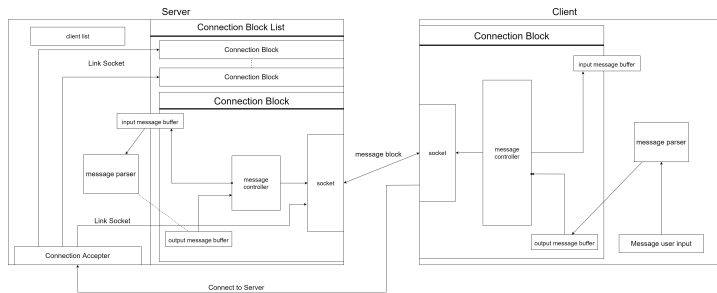 Server
Client
Connection Block List
client list
Connection Block
Link Socket
Connection Block
Connection Block
input message buffer
message parser
message
controller
socket
Link Socket
output message buffer
Connection Accepter
message block
Connect to Server
Connection Block
input message buffer
socket
message
controller
message parser
output message buffer
Message user input